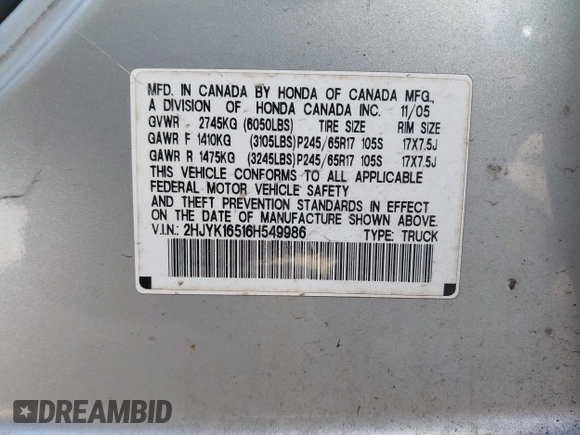 MFD. IN CANADA BY HONDA OF CANADA MFG.,
A DIVISION OF HONDA CANADA INC. 11/05
GVWR 2745KG (6050LBS) TIRE SIZE RIM SIZE
GAWR F 1410KG (3105LBS)P245/65R17 105S 17X7.5J
GAWR R 1475KG (3245LBS)P245/65R17 105S 17X7.5J
THIS VEHICLE CONFORMS TO ALL APPLICABLE
FEDERAL MOTOR VEHICLE SAFETY
AND THEFT PREVENTION STANDARDS IN EFFECT
ON THE DATE OF MANUFACTURE SHOWN ABOVE.
V.I.N.: 2HJYK16516H549986 TYPE: TRUCK
DREAMBID